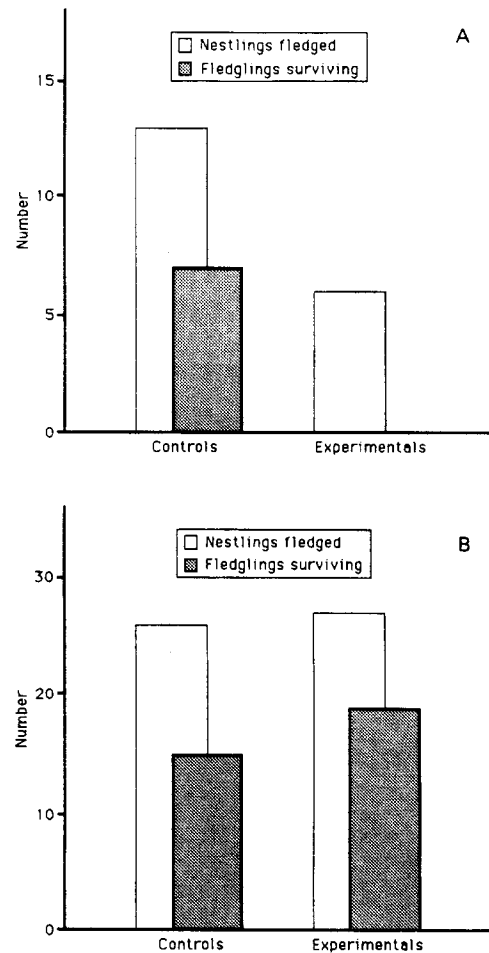 A
Nestlings fledged
Fledglings surviving
15
10
5
0
Number
Controls Experimentals
B
Nestlings fledged
Fledglings surviving
30
20
10
0
Number
Controls Experimentals